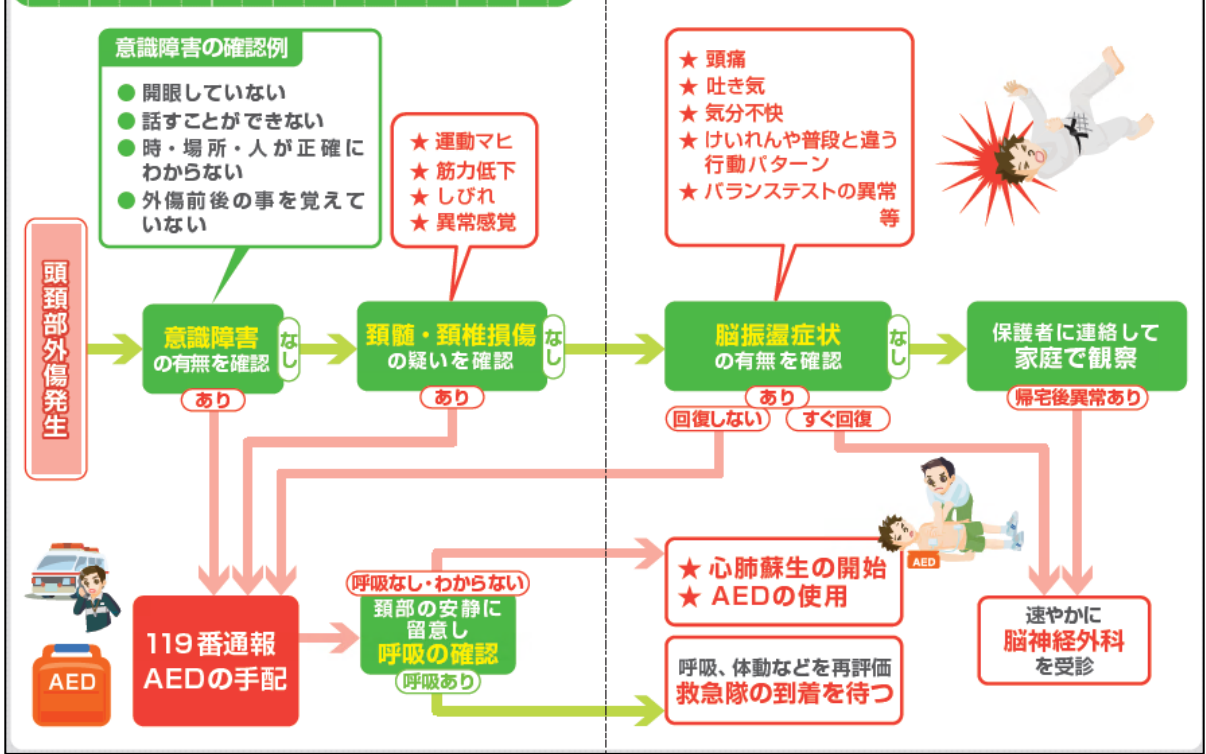 意識障害の確認例
● 開眼していない
● 話すことができない
● 時・場所・人が正確に
わからない
● 外傷前後の事を覚えて
いない
★ 運動マヒ
★ 筋力低下
★ しびれ
★ 異常感覚
★ 頭痛
★ 吐き気
★ 気分不快
★ けいれんや普段と違う
行動パターン
★ バランステストの異常
等
頭頚部外傷発生
意識障害
の有無を確認
なし
あり
頚髄・頚椎損傷
の疑いを確認
なし
あり
脳振盪症状
の有無を確認
なし
あり
回復しない
すぐ回復
保護者に連絡して
家庭で観察
帰宅後異常あり
119番通報
AEDの手配
AED
呼吸なし・わからない
頚部の安静に
留意し
呼吸の確認
呼吸あり
★ 心肺蘇生の開始
★ AEDの使用
AED
呼吸、体動などを再評価
救急隊の到着を待つ
速やかに
脳神経外科
を受診